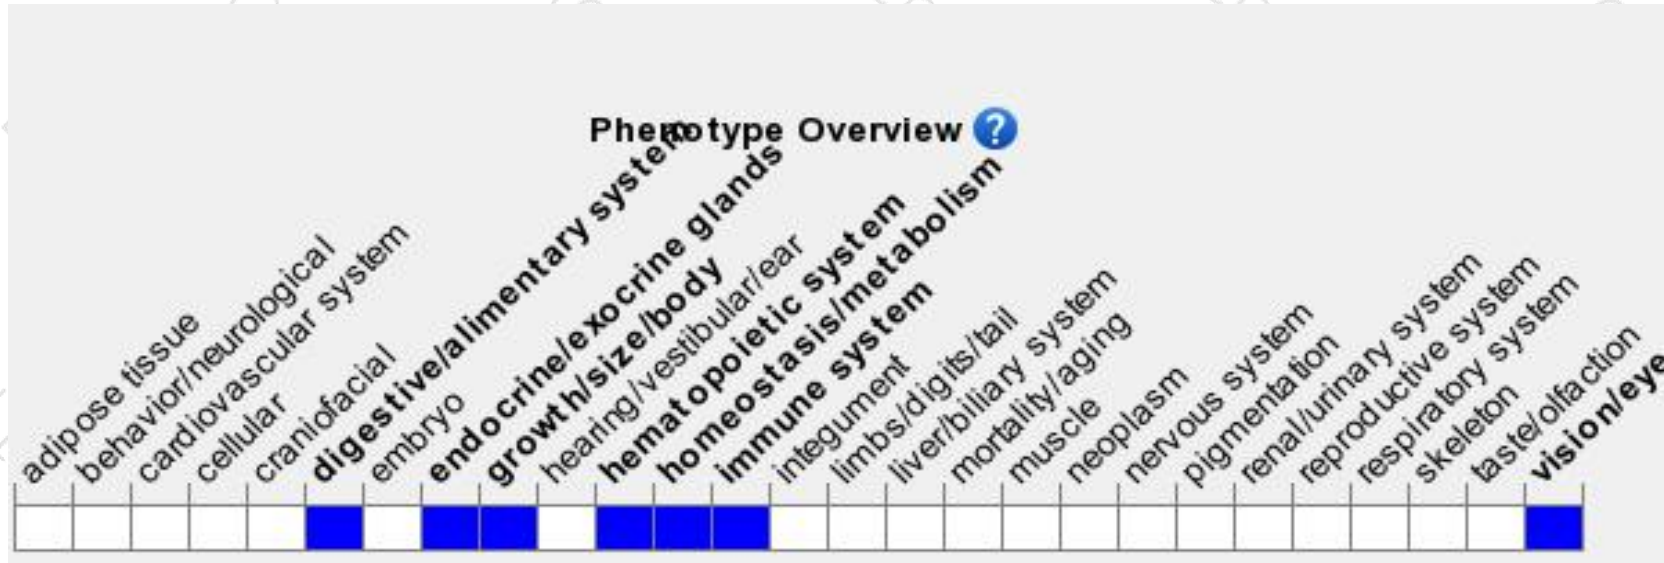 Phenotype Overview ?
adipose tissue
behavior/neurological
cardiovascular system
cellular
craniofacial
digestive/alimentary system
embryo
endocrine/exocrine glands
growth/size/body
hearing/vestibular/ear
hematopoietic system
homeostasis/metabolism
immune system
integument
limbs/digits/tail
liver/biliary system
mortality/aging
muscle
neoplasm
nervous system
pigmentation
renal/urinary system
reproductive system
respiratory system
skeleton
taste/olfaction
vision/eye